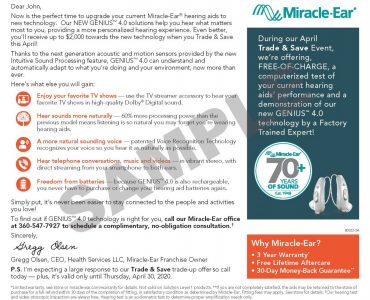 Dear John,
Now is the perfect time to upgrade your current Miracle-Ear® hearing aids to
new technology. Our NEW GENIUS™ 4.0 solutions help you hear what matters
most to you, providing a more personalized hearing experience. Even better,
you'll receive up to $2,000 towards the new technology when you Trade & Save
this April!
Thanks to the next generation acoustic and motion sensors provided by the new
Intuitive Sound Processing feature, GENIUS™ 4.0 can understand and
automatically adapt to what you're doing and your environment, now more than
ever.
Here's what else you will gain:
Enjoy your favorite TV shows — use the TV streamer accessory to hear your
favorite TV shows in high-quality Dolby® Digital sound.
Hear sounds more naturally — 60% more processing power than the
previous model means listening is so natural you may forget you're wearing
hearing aids.
A more natural sounding voice — patented Voice Recognition Technology
recognizes your voice so you hear it as naturally as possible.
Hear telephone conversations, music and videos — in vibrant stereo, with
direct streaming from your smartphone to both ears.
Freedom from batteries — because GENIUS™ 4.0 is also rechargeable,
you never have to purchase or change your hearing aid batteries again.
Simply put, it's never been easier to stay connected to the people and activities
you love!
To find out if GENIUS™ 4.0 technology is right for you, call our Miracle-Ear office
at 360-547-7927 to schedule a complimentary, no-obligation consultation.†
Sincerely,
Gregg Olsen
Gregg Olsen, CEO, Health Services LLC, Miracle-Ear Franchise Owner
P.S. I'm expecting a large response to our Trade & Save trade-up offer so call
today — plus, it's valid only until Thursday, April 30, 2020.
SAMPLE
Miracle-Ear®
During our April
Trade & Save Event,
we're offering,
FREE-OF-CHARGE, a
computerized test of
your current hearing
aids' performance and a
demonstration of our
new GENIUS™ 4.0
technology by a Factory
Trained Expert!
70+
YEARS
OF SOUND
Est. 1948
Why Miracle-Ear?
• 3 Year Warranty
• Free Lifetime Aftercare
• 30-Day Money-Back Guarantee**